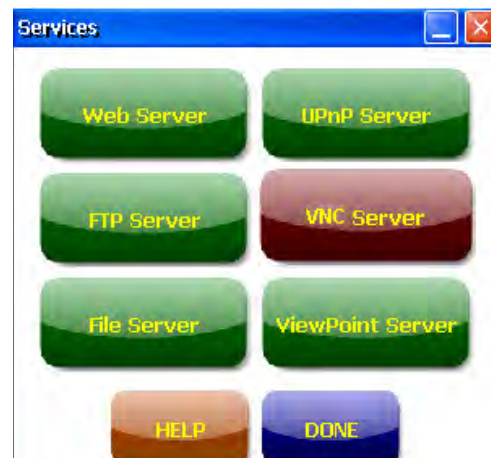 Services
Web Server
UPnP Server
FTP Server
VNC Server
File Server
ViewPoint Server
HELP
DONE